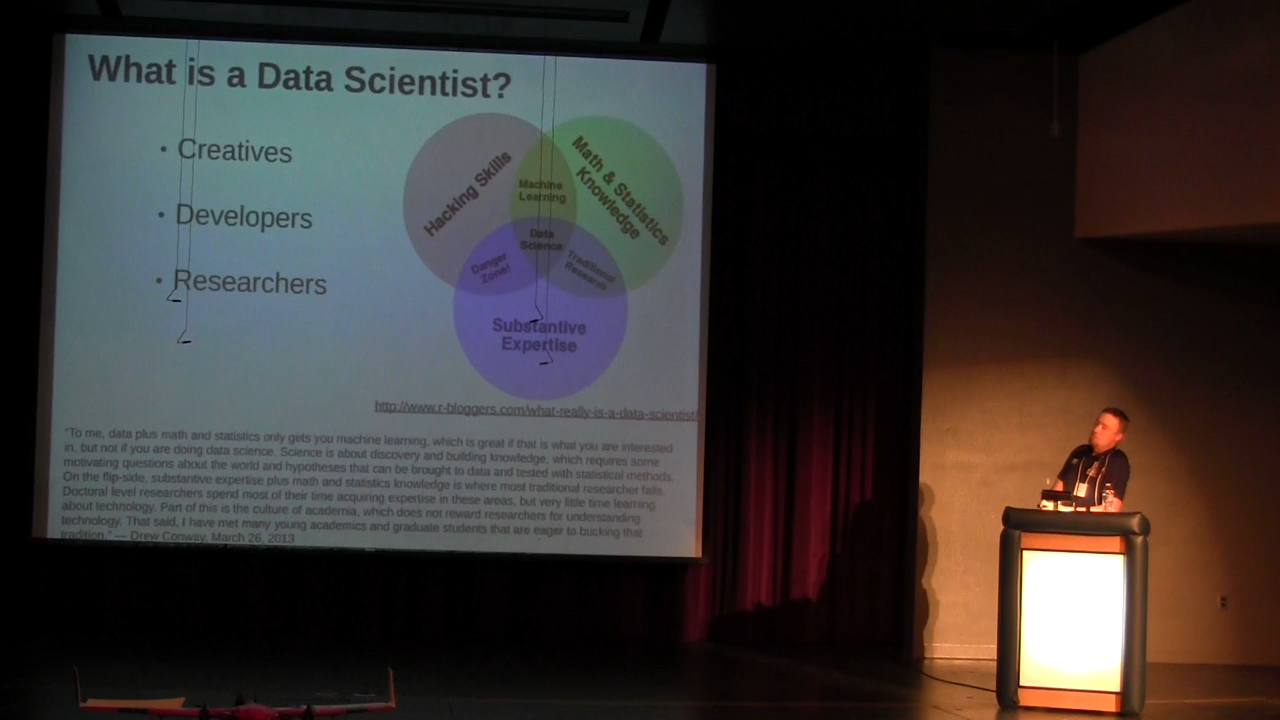 What is a Data Scientist?
• Creatives
• Developers
• Researchers
Hacking Skills
Math & Statistics
Knowledge
Machine
Learning
Data
Science
Danger
Zone!
Traditional
Research
Substantive
Expertise
http://www.r-bloggers.com/what-really-is-a-data-scientist/
"To me, data plus math and statistics only gets you machine learning, which is great if that is what you are interested
in, but not if you are doing data science. Science is about discovery and building knowledge, which requires some
motivating questions about the world and hypotheses that can be brought to data and tested with statistical methods.
On the flip-side, substantive expertise plus math and statistics knowledge is where most traditional researcher falls.
Doctoral level researchers spend most of their time acquiring expertise in these areas, but very little time learning
about technology. Part of this is the culture of academia, which does not reward researchers for understanding
technology. That said, I have met many young academics and graduate students that are eager to bucking that
tradition." — Drew Conway, March 26, 2013